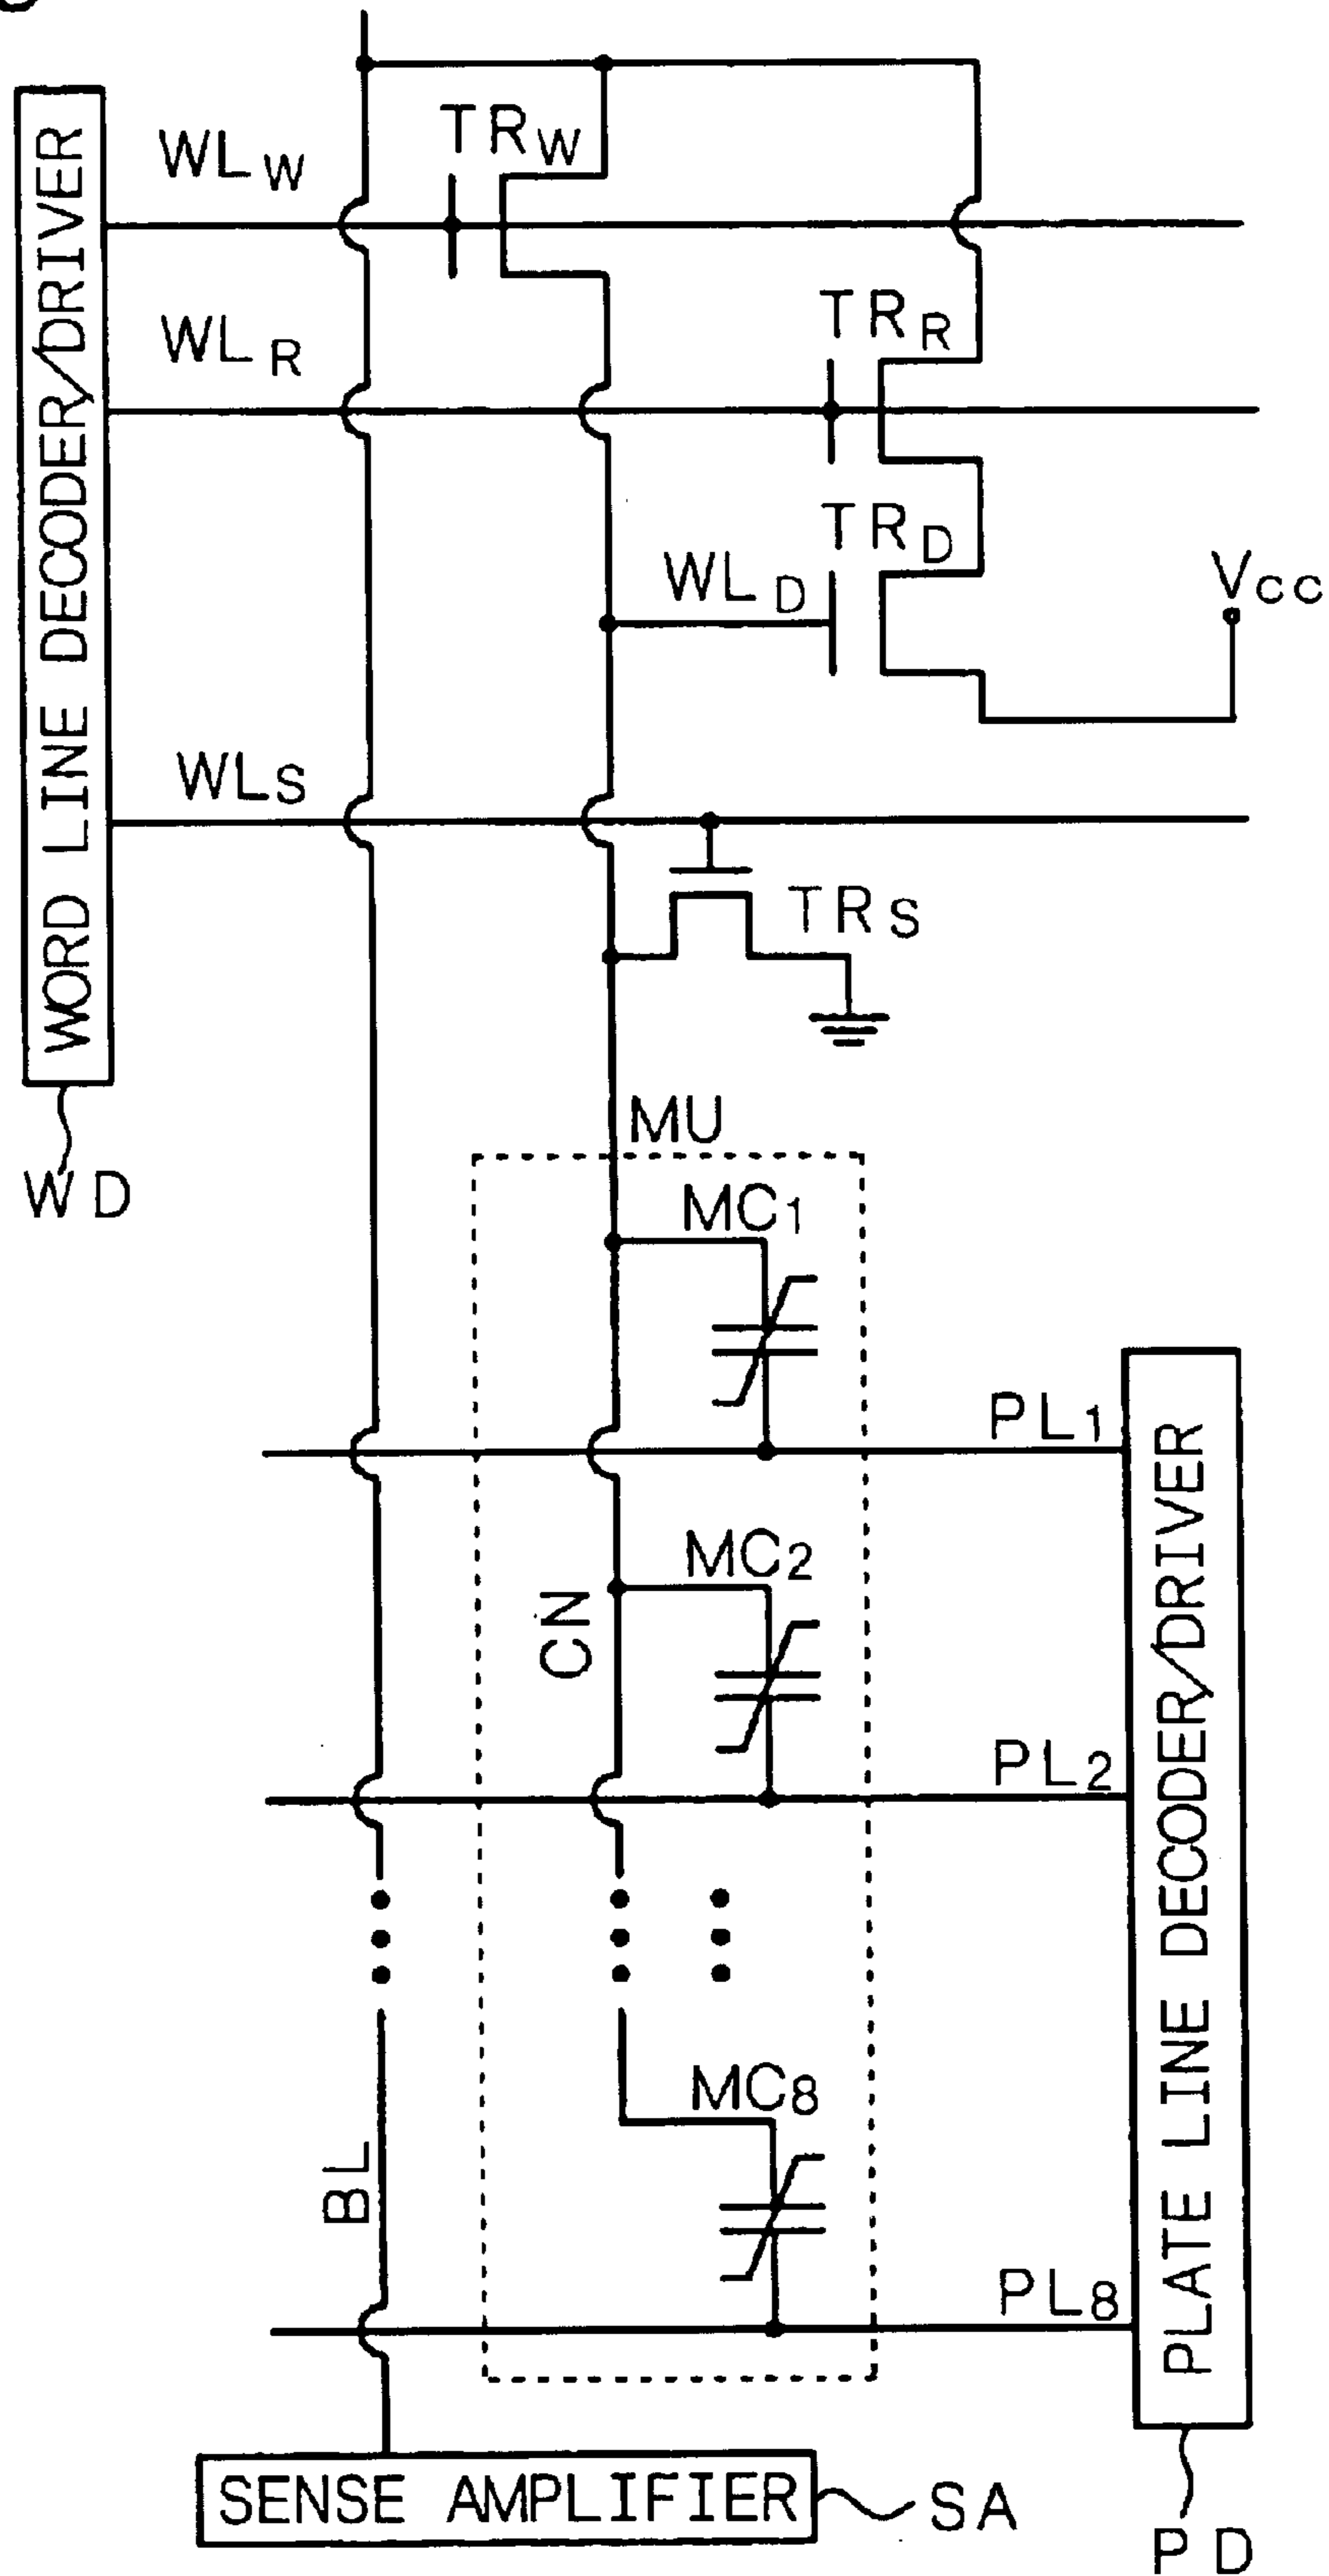 TRW
WLW
WLR
TRR
TRD
WLD
VCC
WLS
TRS
WORD LINE DECODER/DRIVER
WD
MU
MC1
PL1
MC2
CN
PL2
MC8
BL
PL8
PLATE LINE DECODER/DRIVER
SENSE AMPLIFIER
SA
PD